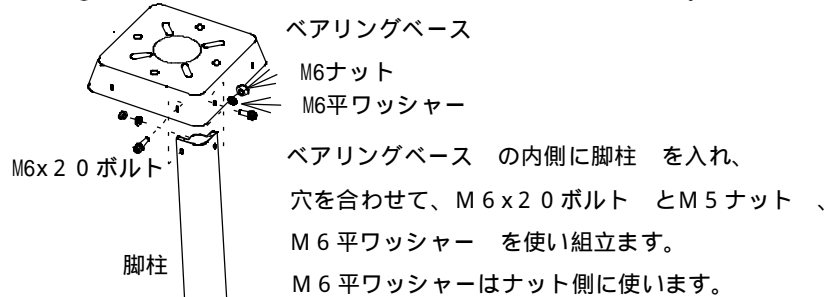 ベアリングベース
M6ナット
M6平ワッシャー
M6x20ボルト
ベアリングベース　の内側に脚柱　を入れ、
穴を合わせて、M6x20ボルト　とM5ナット　、
M6平ワッシャー　を使い組立ます。
脚柱
M6平ワッシャーはナット側に使います。